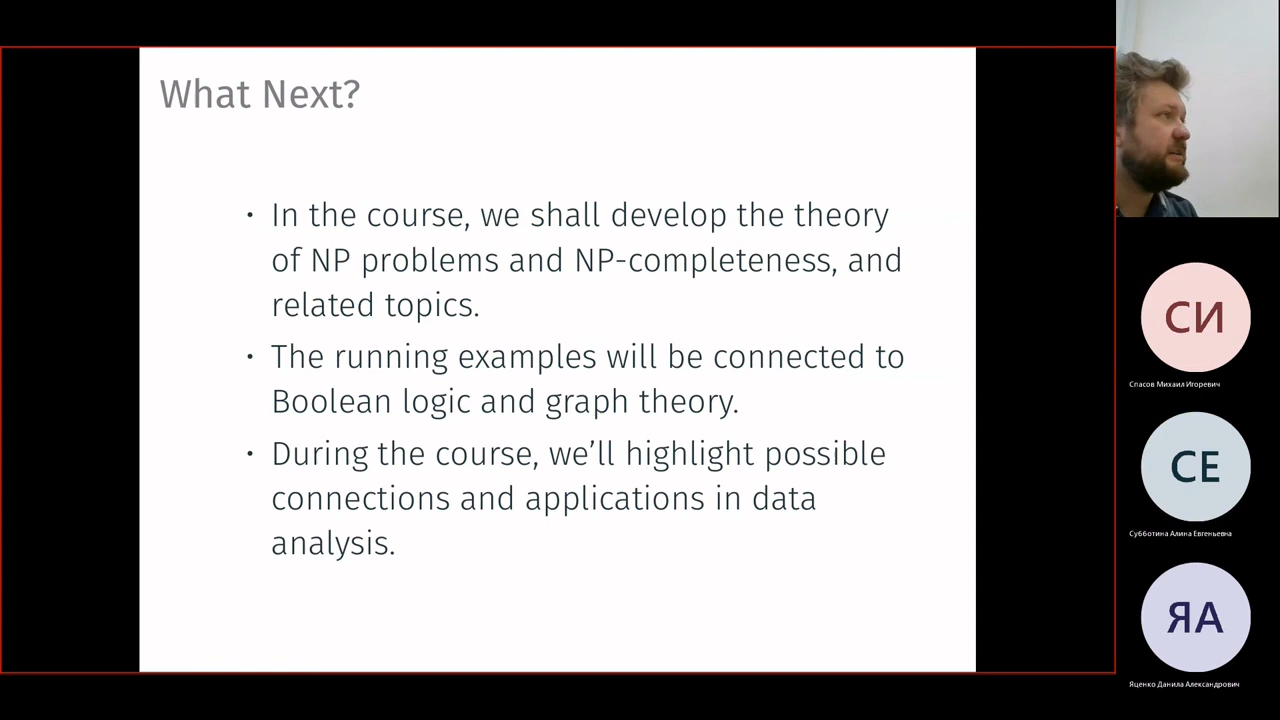 What Next?
• In the course, we shall develop the theory
of NP problems and NP-completeness, and
related topics.
• The running examples will be connected to
Boolean logic and graph theory.
• During the course, we’ll highlight possible
connections and applications in data
analysis.
СИ
Спасов Михаил Игоревич
СЕ
Субботина Алина Евгеньевна
ЯА
Яценко Данила Александрович